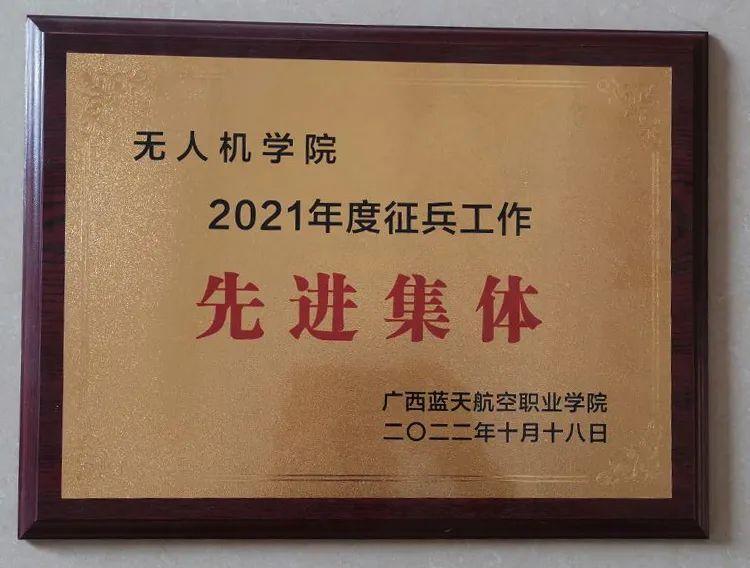 无人机学院
2021年度征兵工作
先进集体
广西蓝天航空职业学院
二〇二二年十月十八日